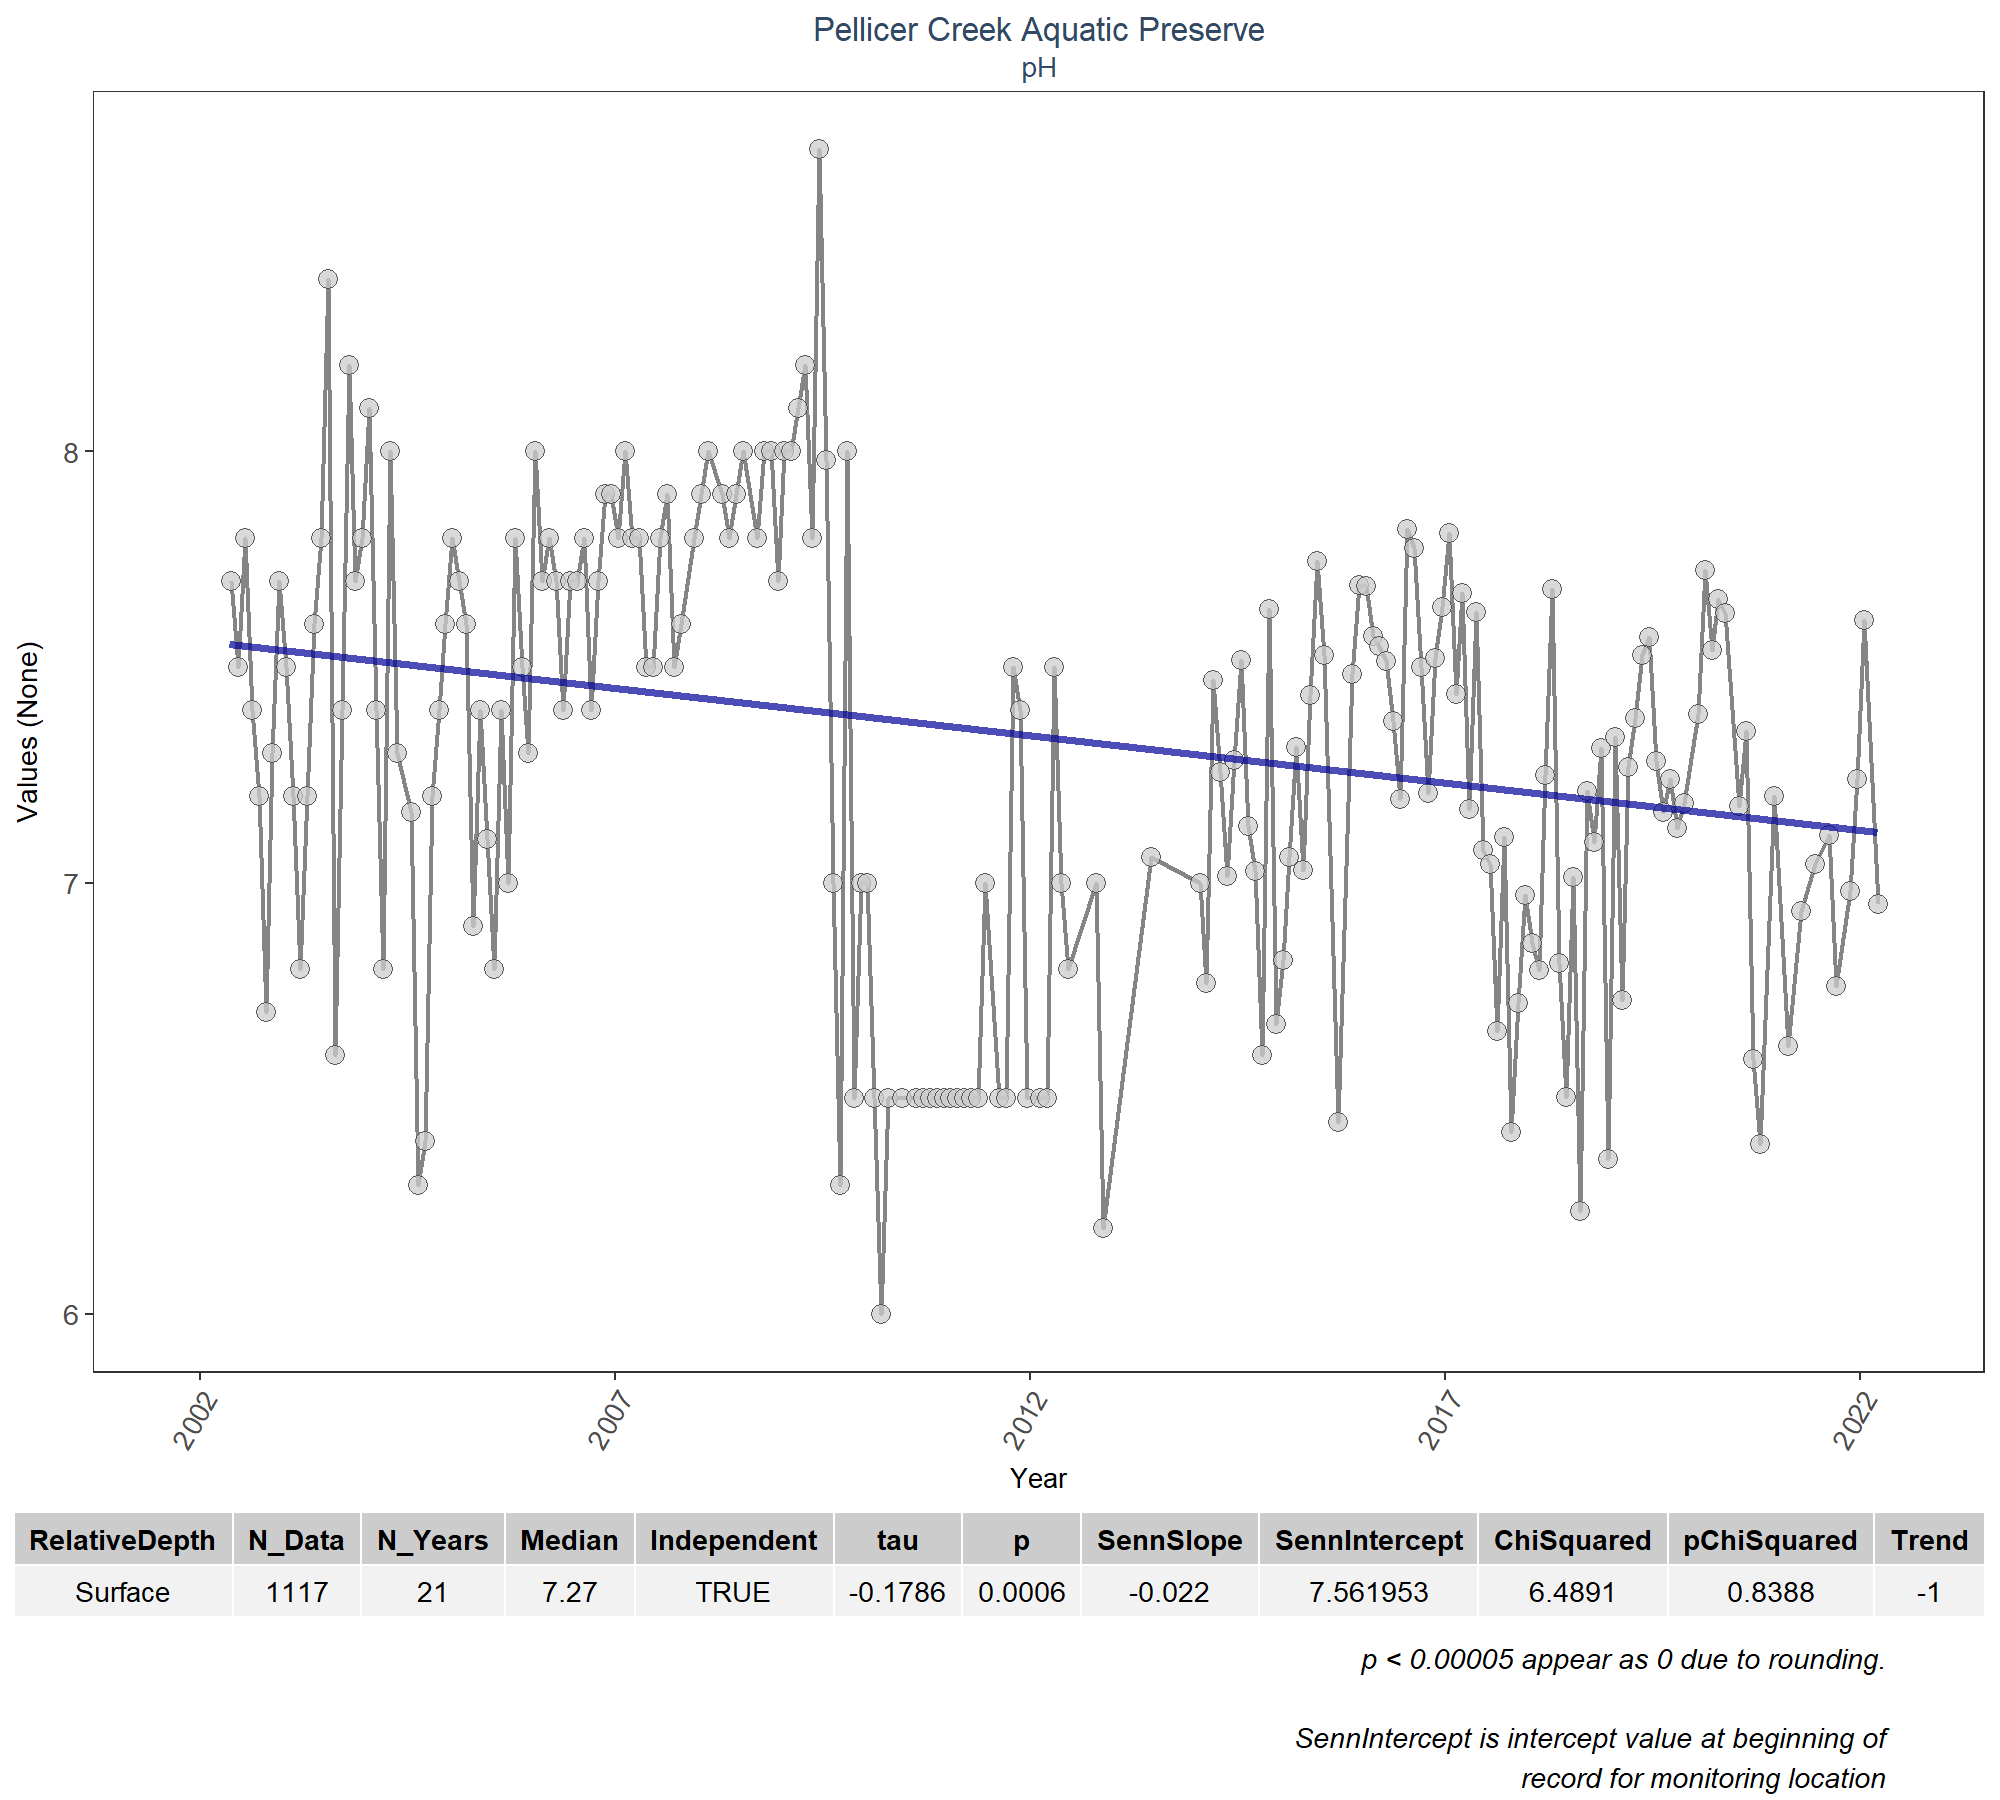 Pellicer Creek Aquatic Preserve
pH
Values (None)
8
7
6
2002 2007 2012 2017 2022
Year
RelativeDepth N_Data N_Years Median Independent tau p SennSlope SennIntercept ChiSquared pChiSquared Trend
Surface 1117 21 7.27 TRUE -0.1786 0.0006 -0.022 7.561953 6.4891 0.8388 -1
p < 0.00005 appear as 0 due to rounding.
SennIntercept is intercept value at beginning of
record for monitoring location